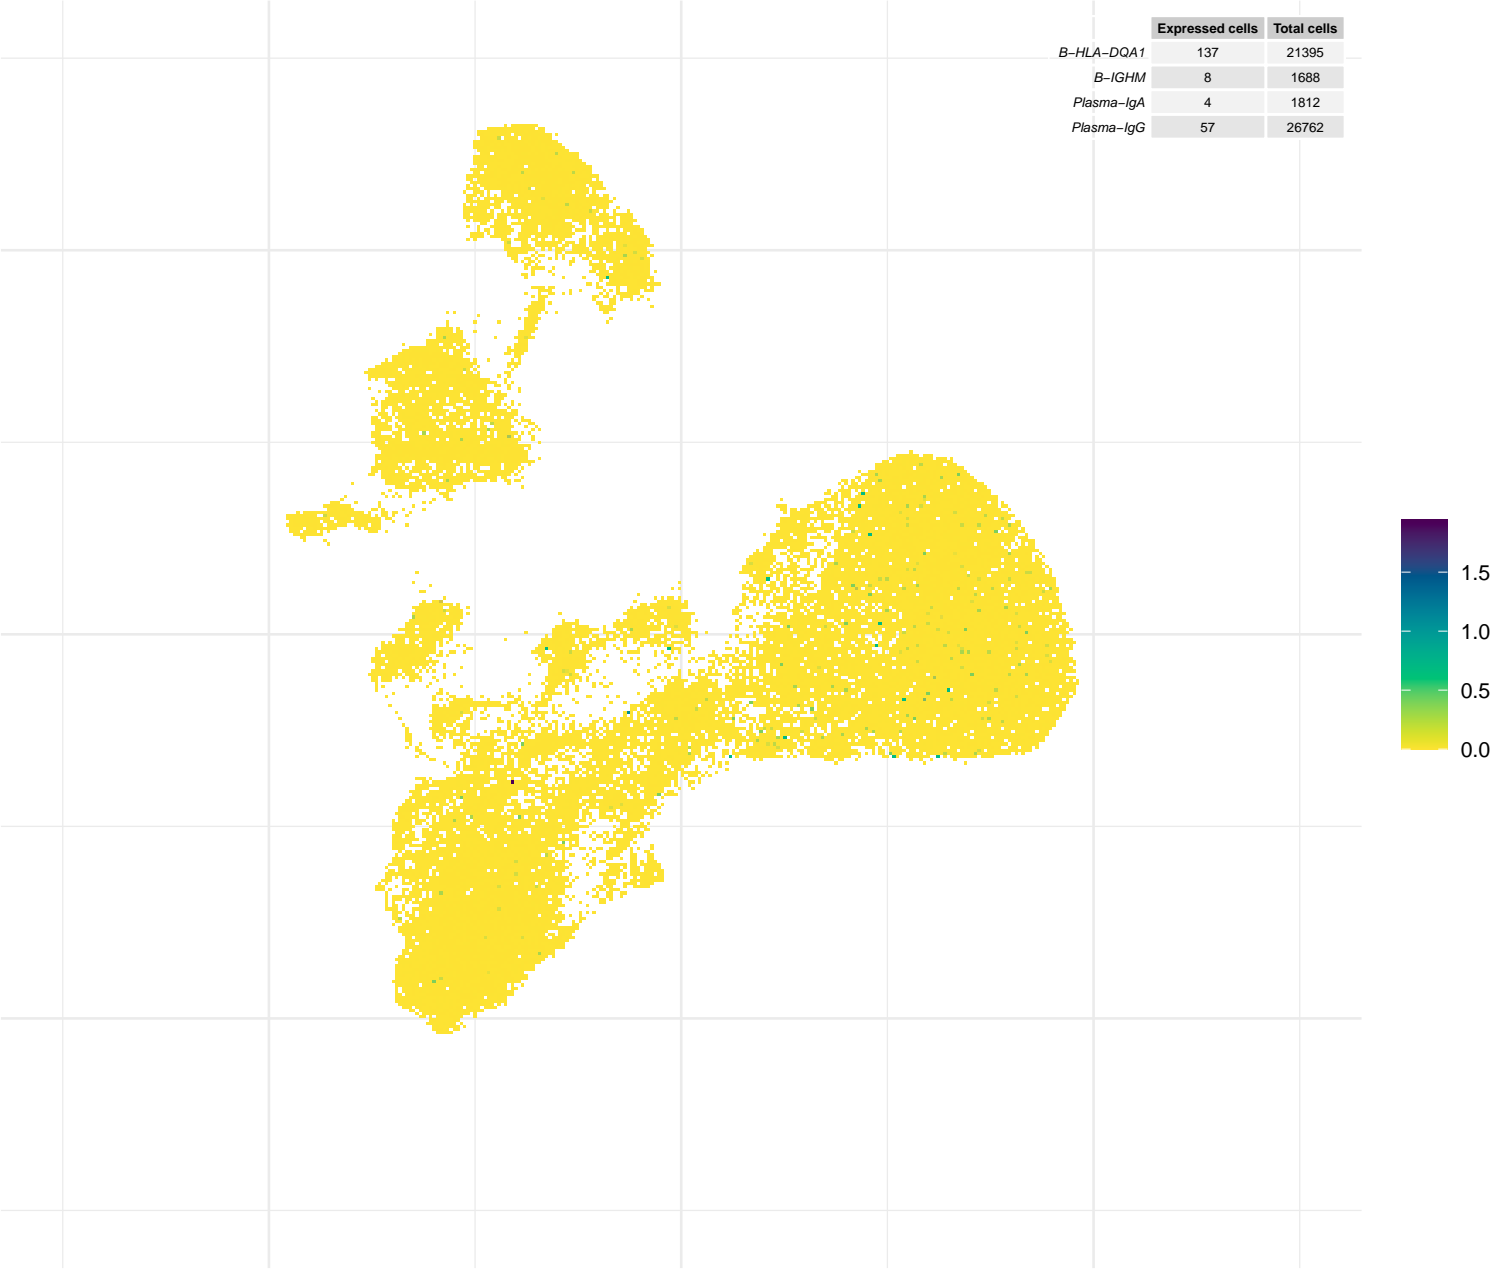 Expressed cells Total cells
B−HLA−DQA1 137 21395
B−IGHM 8 1688
Plasma−IgA 4 1812
Plasma−IgG 57 26762
1.5
1.0
0.5
0.0